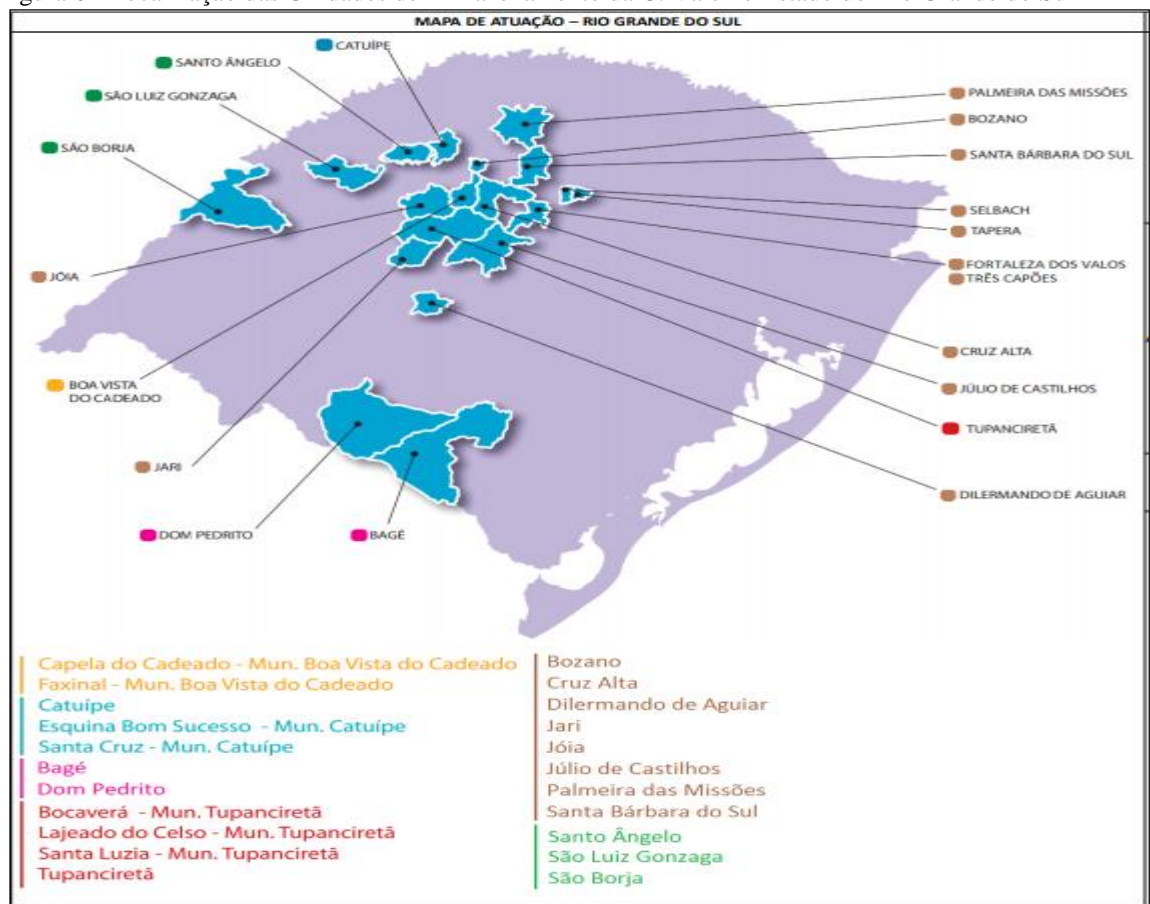 MAPA DE ATUAÇÃO – RIO GRANDE DO SUL
CATUÍPE
SANTO ÂNGELO
SÃO LUIZ GONZAGA
SÃO BORJA
JÓIA
BOA VISTA
DO CADEADO
JARI
DOM PEDRITO
BAGÉ
PALMEIRA DAS MISSÕES
BOZANO
SANTA BÁRBARA DO SUL
SELBACH
TAPERA
FORTALEZA DOS VALOS
TRÊS CAPÕES
CRUZ ALTA
JÚLIO DE CASTILHOS
TUPANCIRETÃ
DILERMANDO DE AGUIAR
Capela do Cadeado - Mun. Boa Vista do Cadeado
Faxinal - Mun. Boa Vista do Cadeado
Catuípe
Esquina Bom Sucesso - Mun. Catuípe
Santa Cruz - Mun. Catuípe
Bagé
Dom Pedrito
Bocaverá - Mun. Tupanciretã
Lajeado do Celso - Mun. Tupanciretã
Santa Luzia - Mun. Tupanciretã
Tupanciretã
Bozano
Cruz Alta
Dilermando de Aguiar
Jari
Jóia
Júlio de Castilhos
Palmeira das Missões
Santa Bárbara do Sul
Santo Ângelo
São Luiz Gonzaga
São Borja